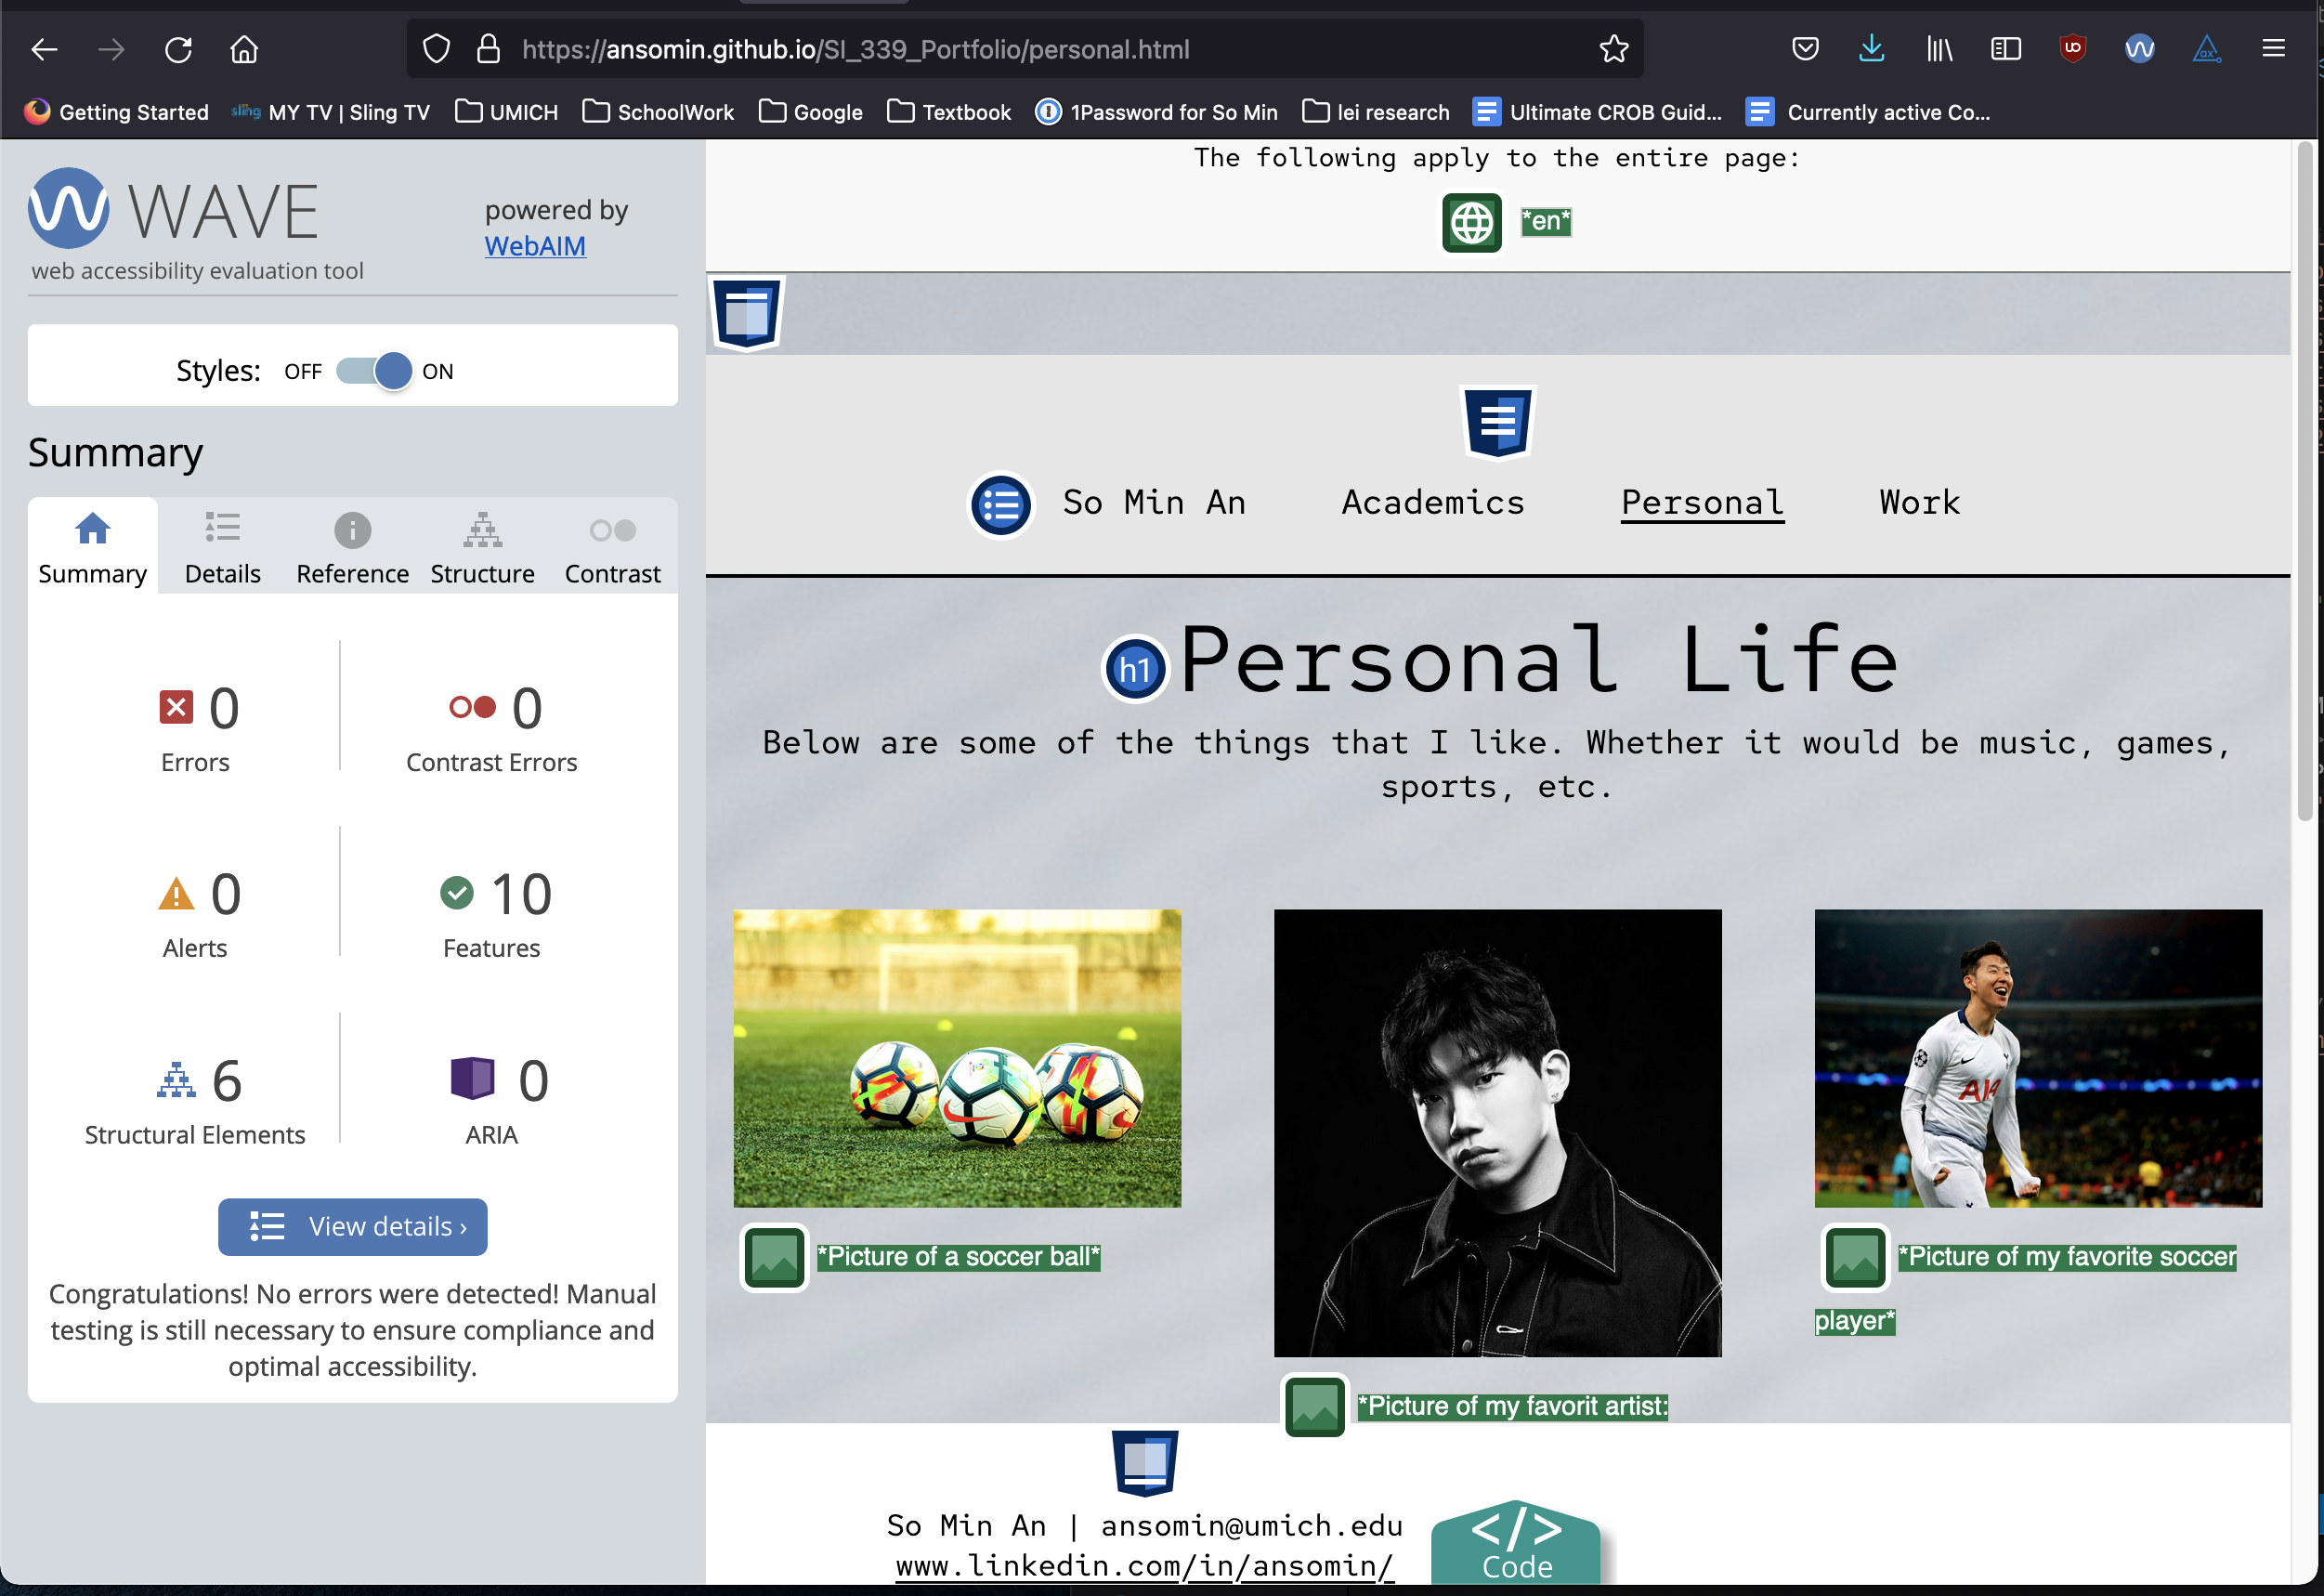 https://ansomin.github.io/SI_339_Portfolio/personal.html
Getting Started
sling MY TV | Sling TV
UMICH
SchoolWork
Google
Textbook
1Password for So Min
lei research
Ultimate CROB Guid...
Currently active Co...
WAVE
web accessibility evaluation tool
powered by
WebAIM
Styles: OFF ON
Summary
Summary Details Reference Structure Contrast
0 0
Errors Contrast Errors
0 10
Alerts Features
6 0
Structural Elements ARIA
View details ›
Congratulations! No errors were detected! Manual
testing is still necessary to ensure compliance and
optimal accessibility.
The following apply to the entire page:
*en*
So Min An Academics Personal Work
h1 Personal Life
Below are some of the things that I like. Whether it would be music, games,
sports, etc.
AIA
*Picture of a soccer ball*
*Picture of my favorit artist:
*Picture of my favorite soccer
player*
So Min An | ansomin@umich.edu
www.linkedin.com/in/ansomin/
</>
Code